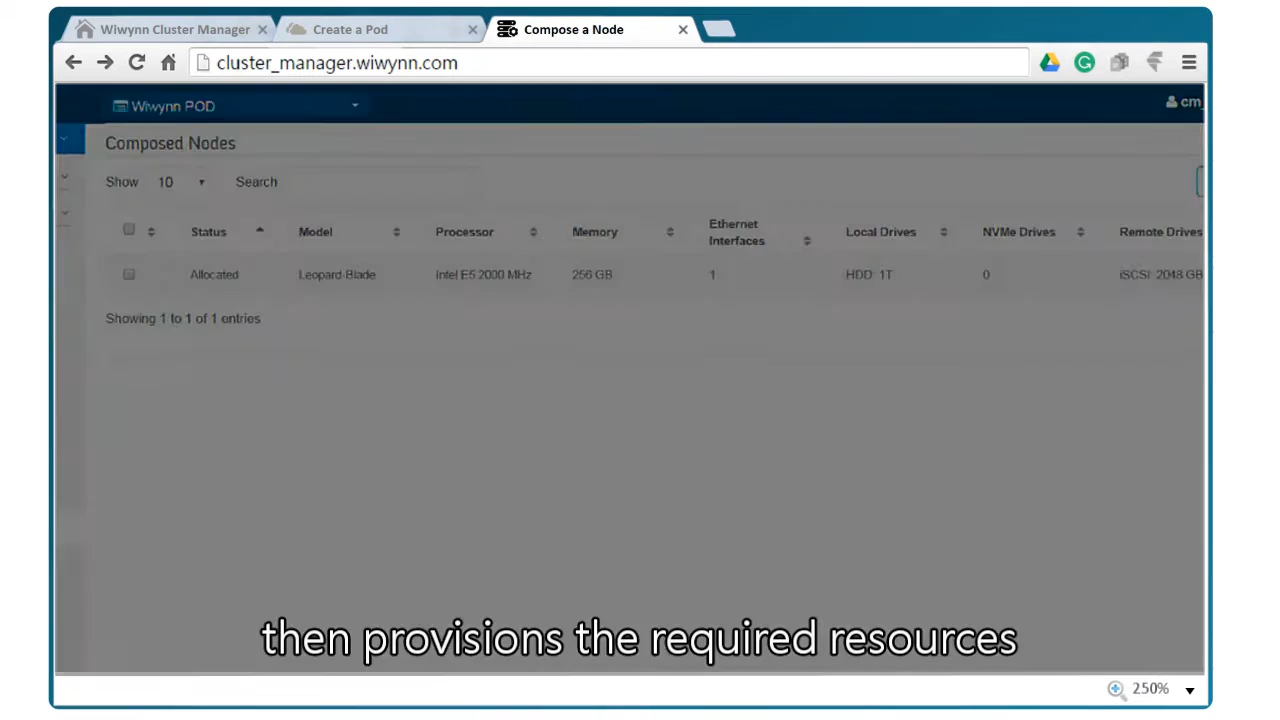 Wiwynn Cluster Manager
Create a Pod
Compose a Node
cluster_manager.wiwynn.com
Wiwynn POD
cm_
Composed Nodes
Show 10 Search
Status Model Processor Memory Ethernet Interfaces Local Drives NVMe Drives Remote Drives
Allocated Leopard-Blade Intel E5 2000 MHz 256 GB 1 HDD: 1T 0 iSCSI: 2048 GB
Showing 1 to 1 of 1 entries
then provisions the required resources
250%